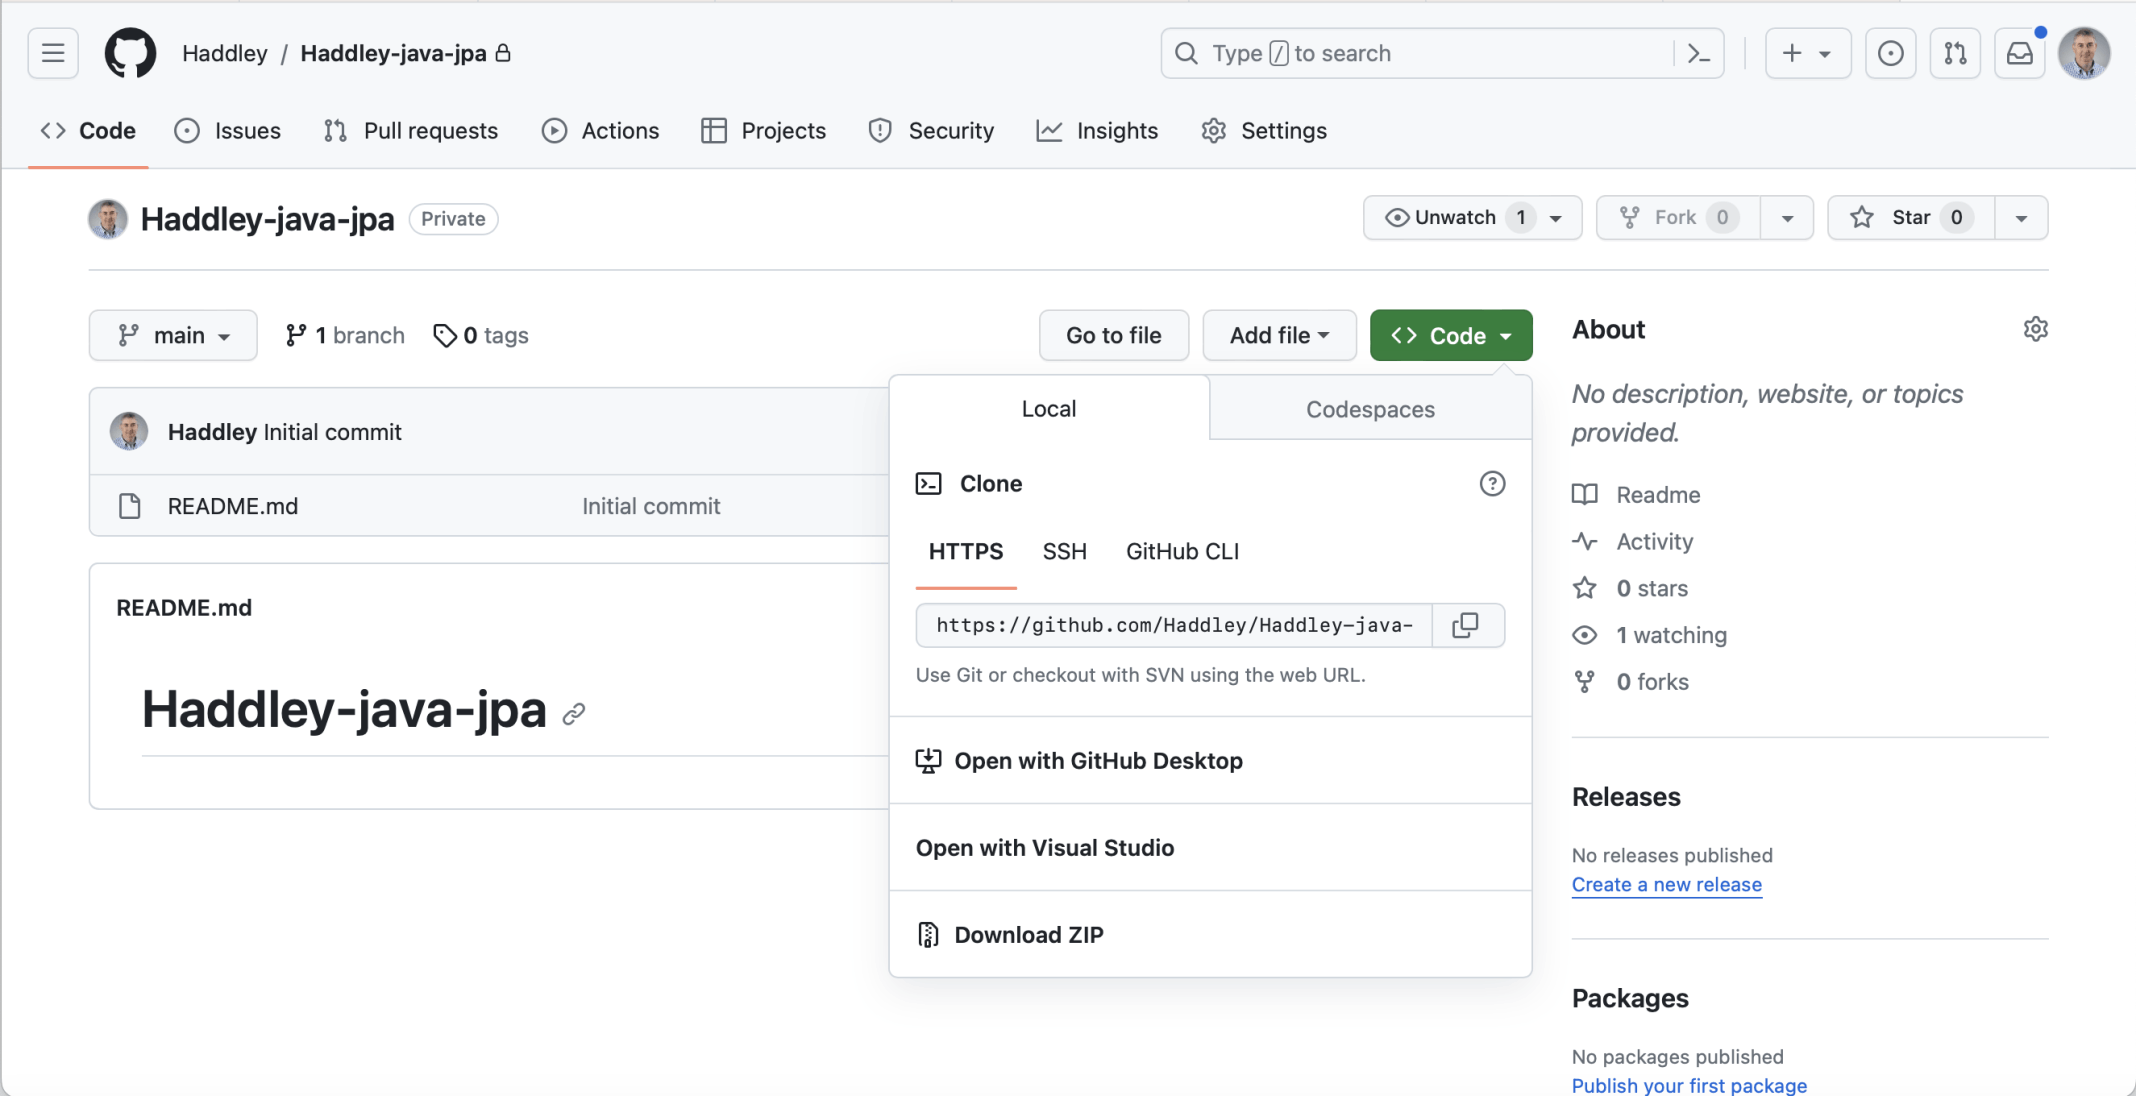 Haddley / Haddley-java-jpa
Type / to search
Code
Issues
Pull requests
Actions
Projects
Security
Insights
Settings
Haddley-java-jpa Private
Unwatch 1
Fork 0
Star 0
main
1 branch
0 tags
Go to file
Add file
Code
Haddley Initial commit
README.md Initial commit
README.md
Haddley-java-jpa
Local
Codespaces
Clone
HTTPS
SSH
GitHub CLI
https://github.com/Haddley/Haddley-java-
Use Git or checkout with SVN using the web URL.
Open with GitHub Desktop
Open with Visual Studio
Download ZIP
About
No description, website, or topics
provided.
Readme
Activity
0 stars
1 watching
0 forks
Releases
No releases published
Create a new release
Packages
No packages published
Publish your first package